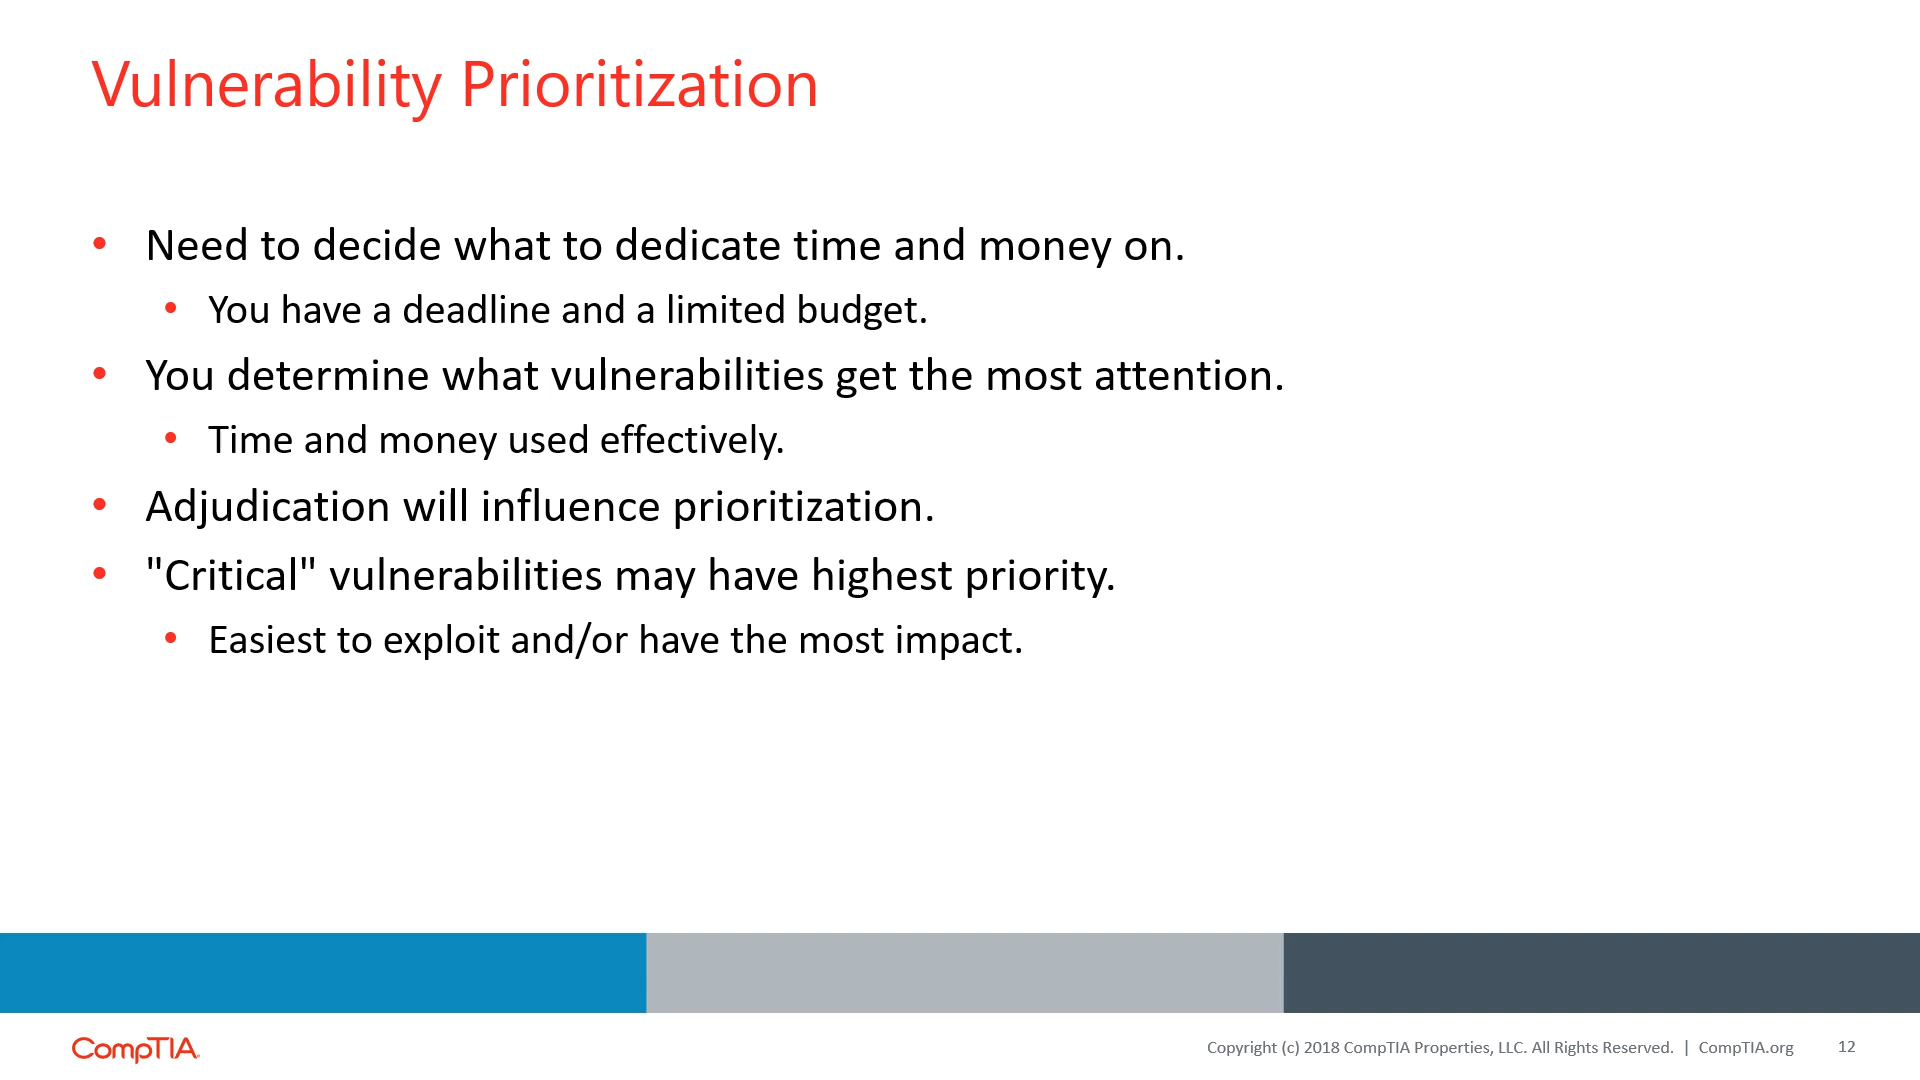 Vulnerability Prioritization
• Need to decide what to dedicate time and money on.
• You have a deadline and a limited budget.
• You determine what vulnerabilities get the most attention.
• Time and money used effectively.
• Adjudication will influence prioritization.
• "Critical" vulnerabilities may have highest priority.
• Easiest to exploit and/or have the most impact.
CompTIA.
Copyright (c) 2018 CompTIA Properties, LLC. All Rights Reserved. | CompTIA.org 12